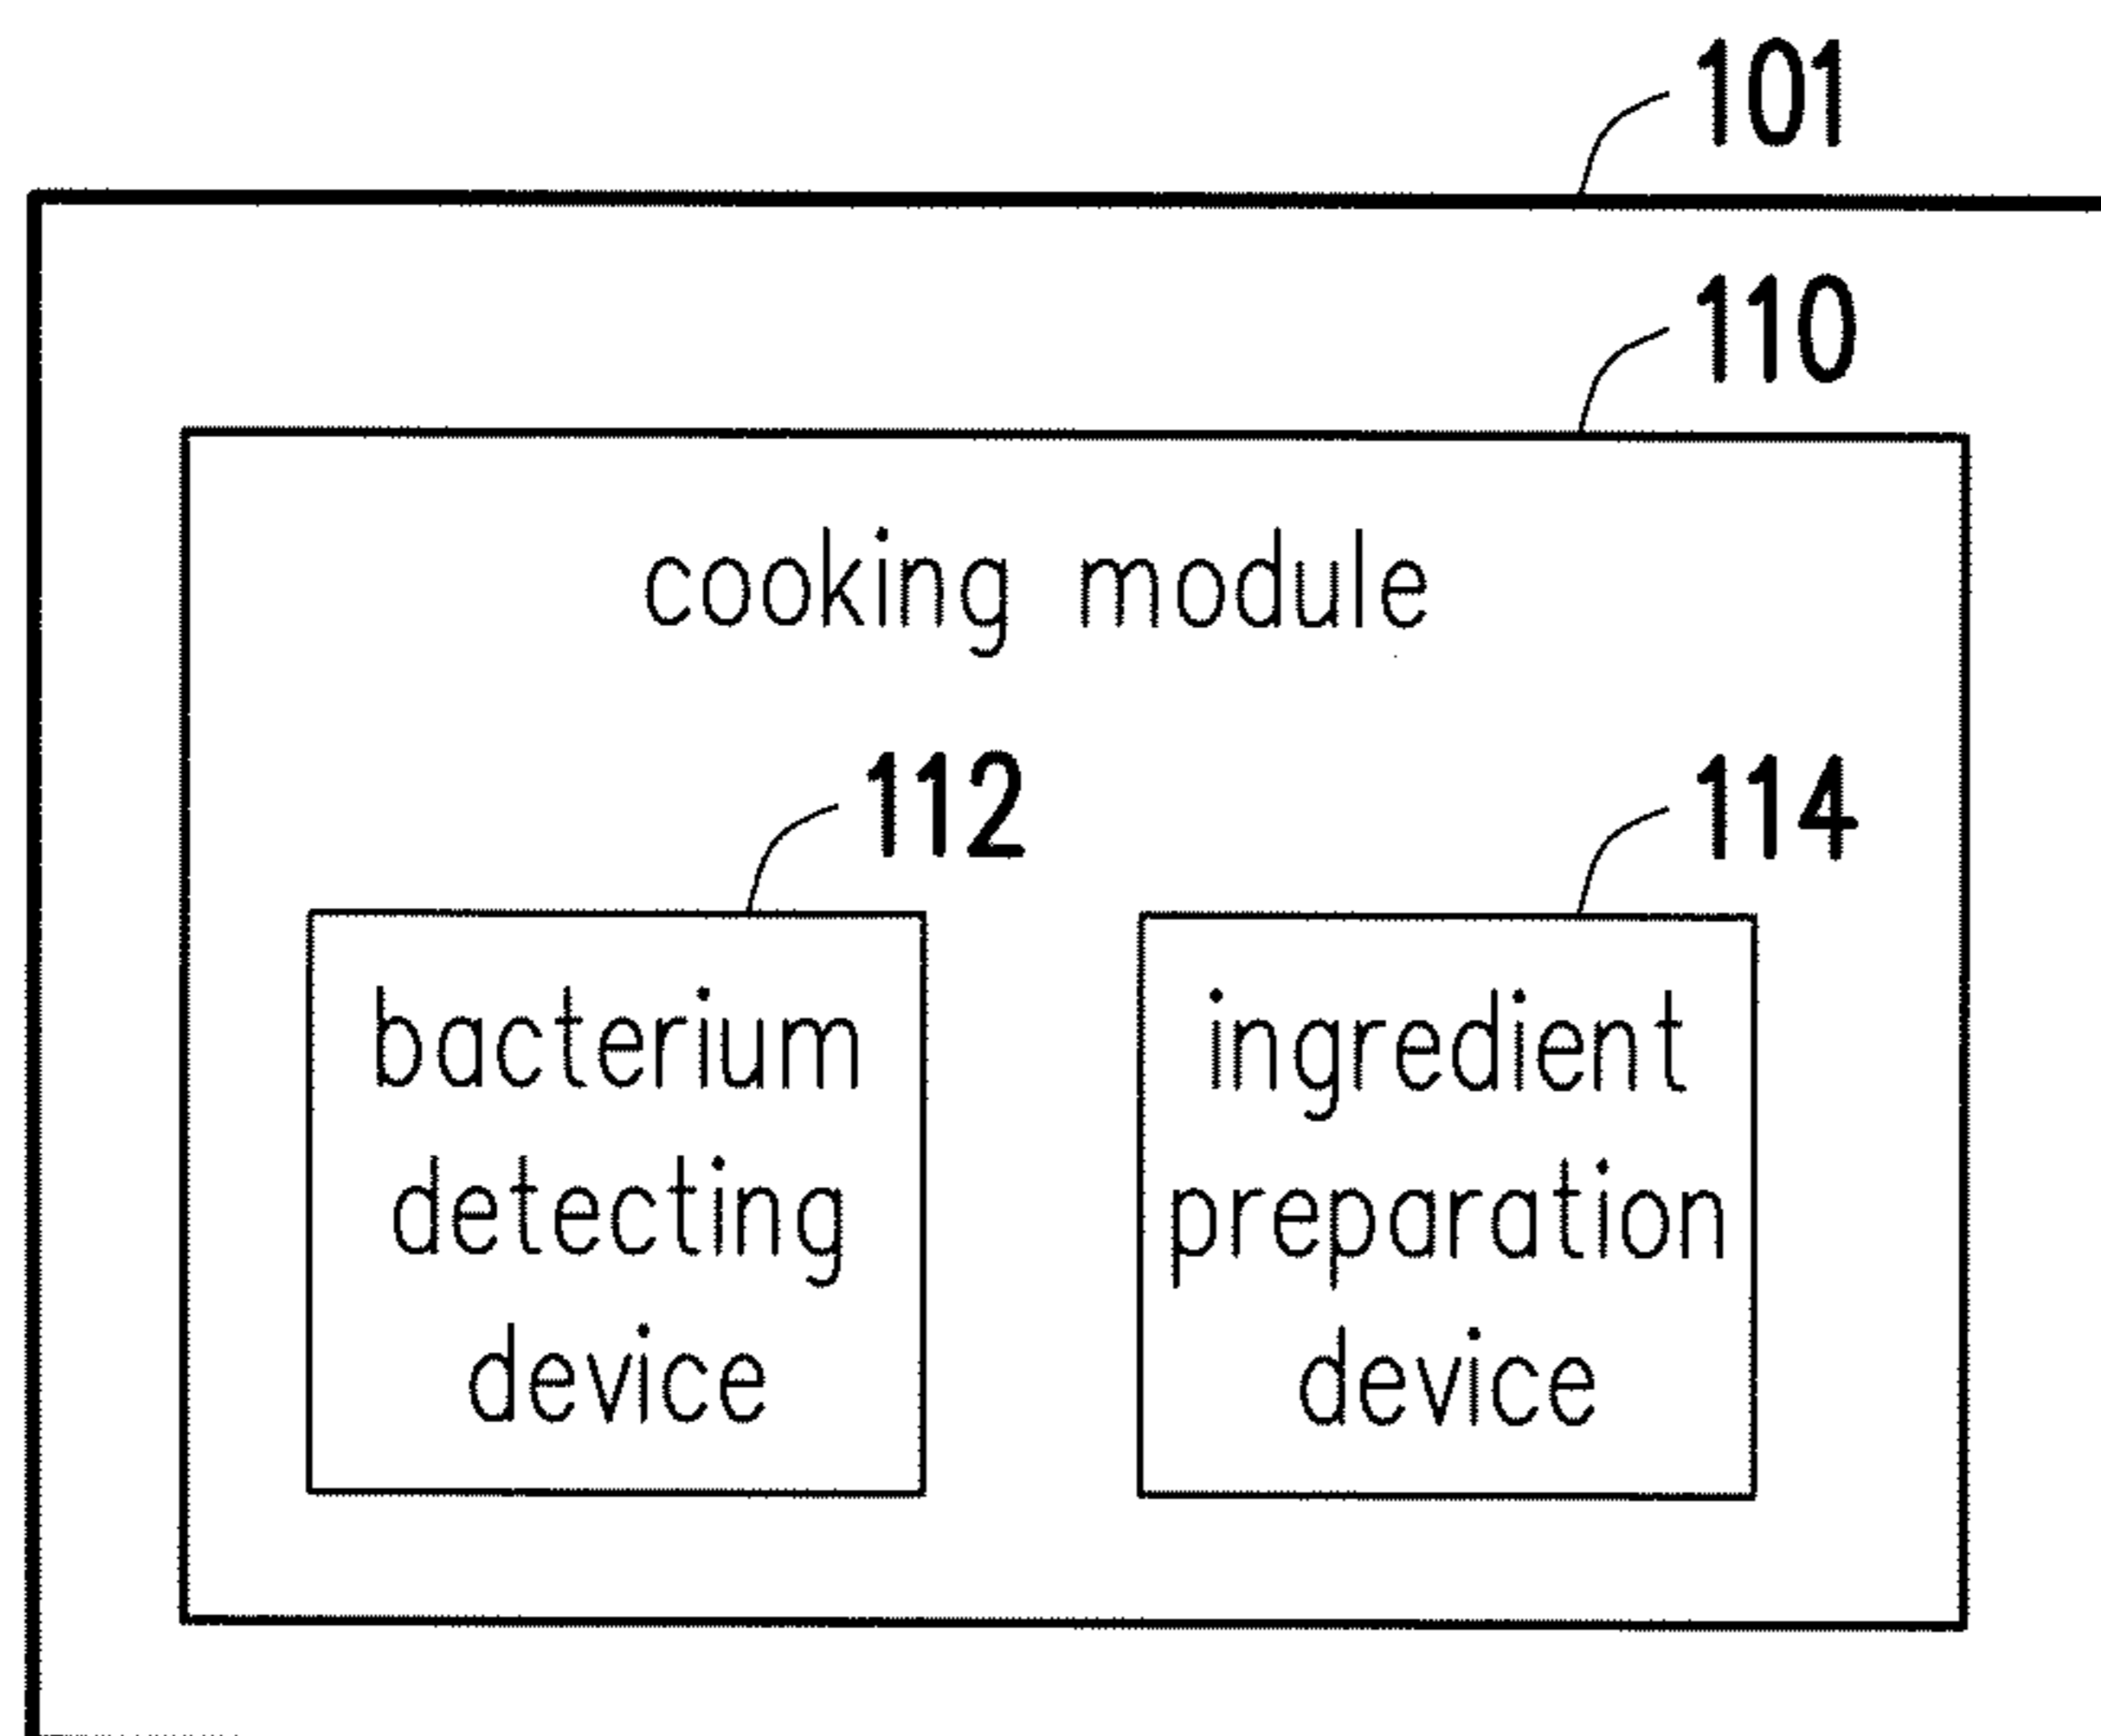 101
110
cooking module
112
114
bacterium
detecting
device
ingredient
preparation
device